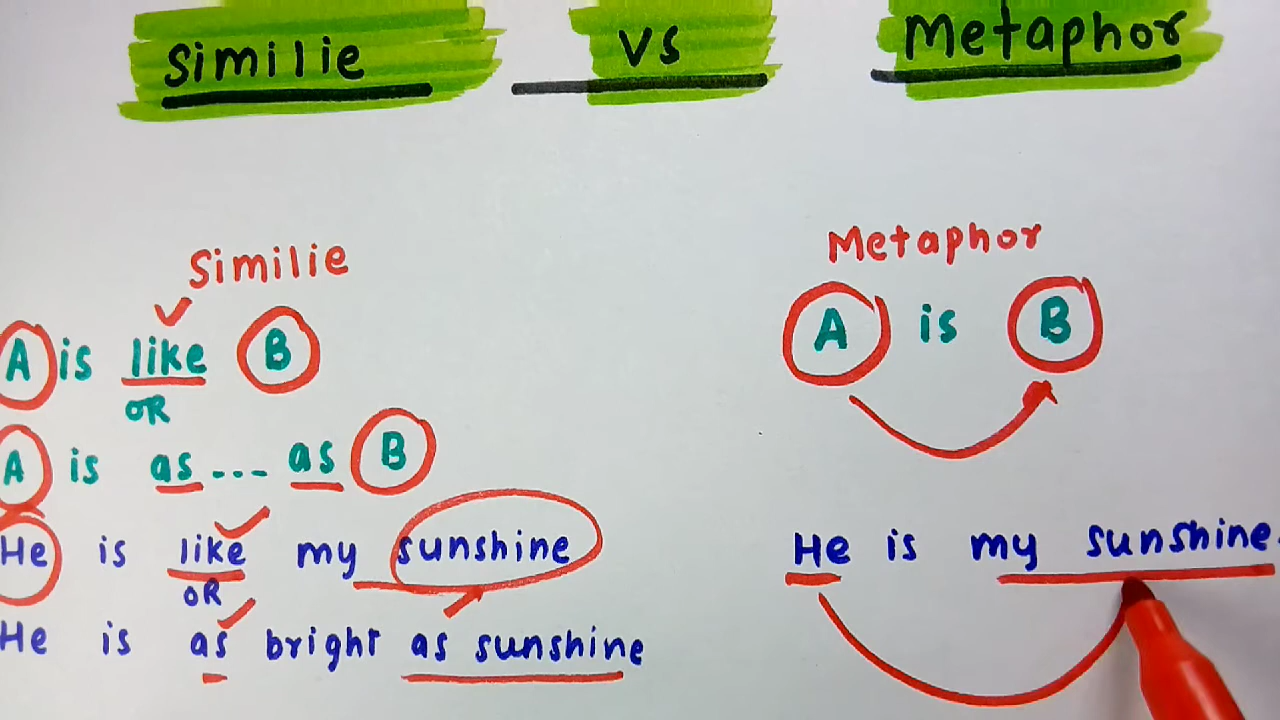 Similie vs Metaphor
Similie
A is like B
OR
A is as... as B
He is like my sunshine
OR
He is as bright as sunshine
Metaphor
A is B
He is my sunshine.